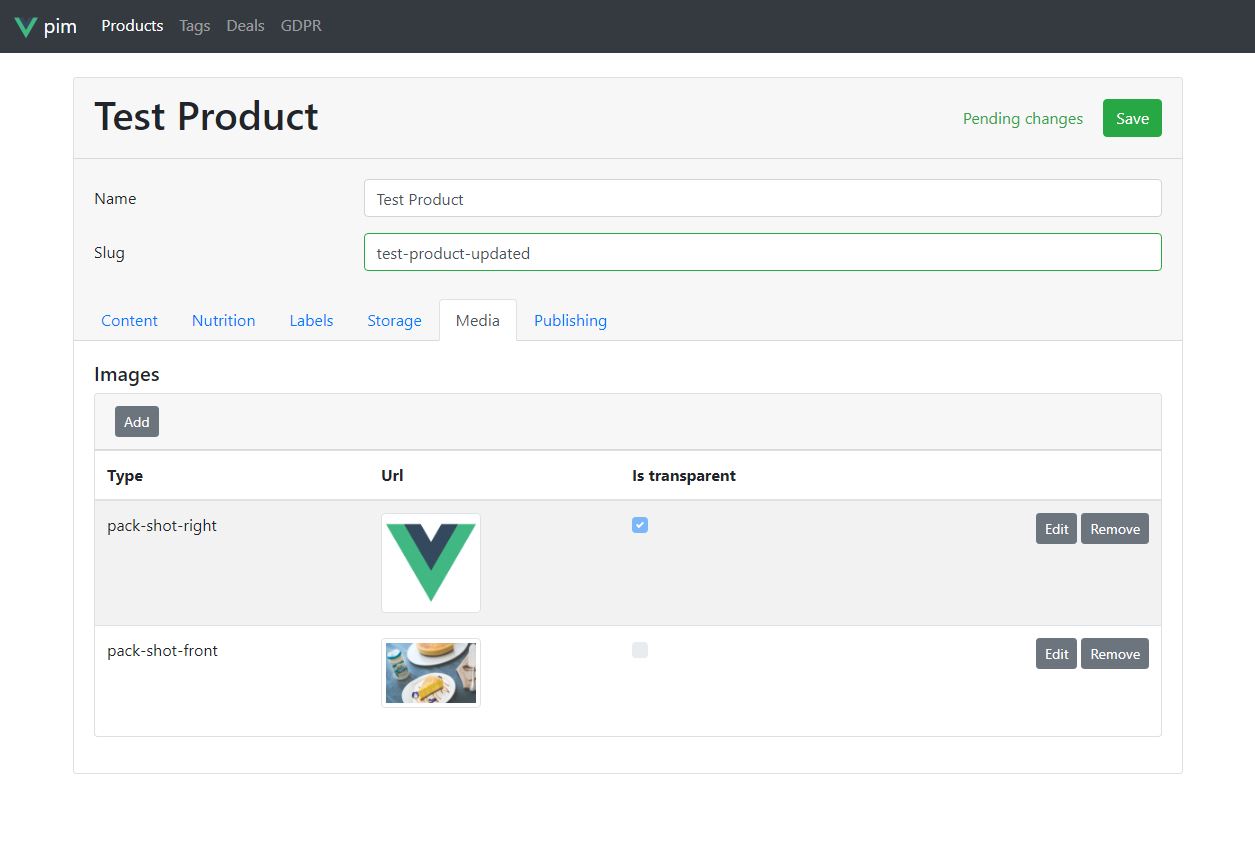 pim Products Tags Deals GDPR
Test Product
Pending changes Save
Name Test Product
Slug test-product-updated
Content Nutrition Labels Storage Media Publishing
Images
Add
Type Url Is transparent
pack-shot-right Edit Remove
pack-shot-front Edit Remove